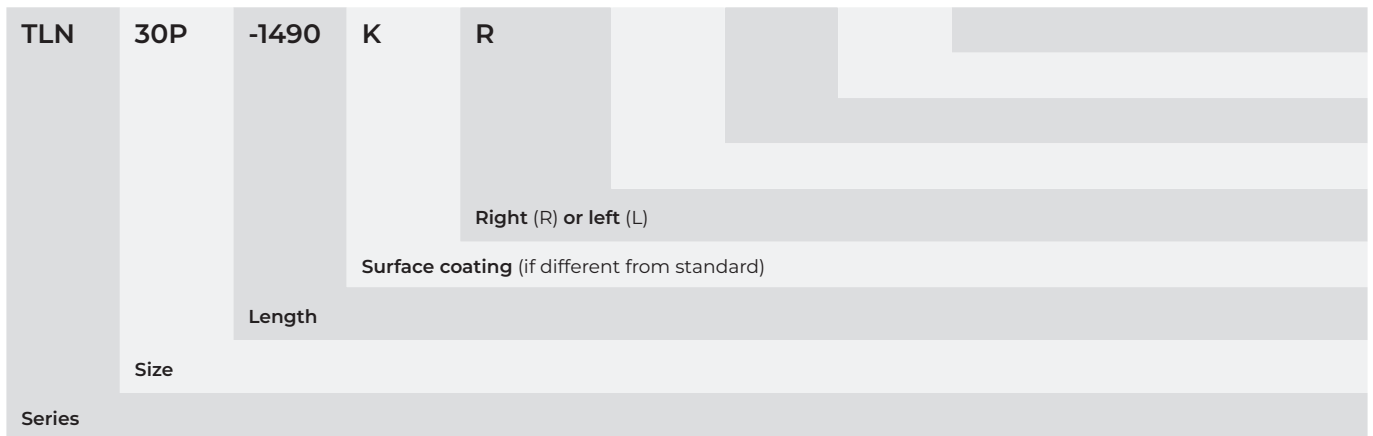 TLN 30P -1490 K R
Right (R) or left (L)
Surface coating (if different from standard)
Length
Size
Series